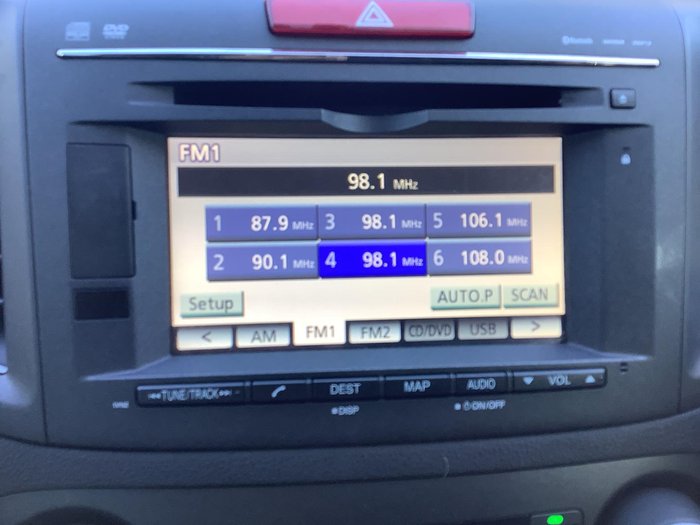 DVD
Bluetooth
FM1
98.1 MHz
1 87.9 MHz 3 98.1 MHz 5 106.1 MHz
2 90.1 MHz 4 98.1 MHz 6 108.0 MHz
Setup AUTO.P SCAN
< AM FM1 FM2 CD/DVD USB >
TUNE/TRACK DEST MAP AUDIO VOL
DISP ON/OFF